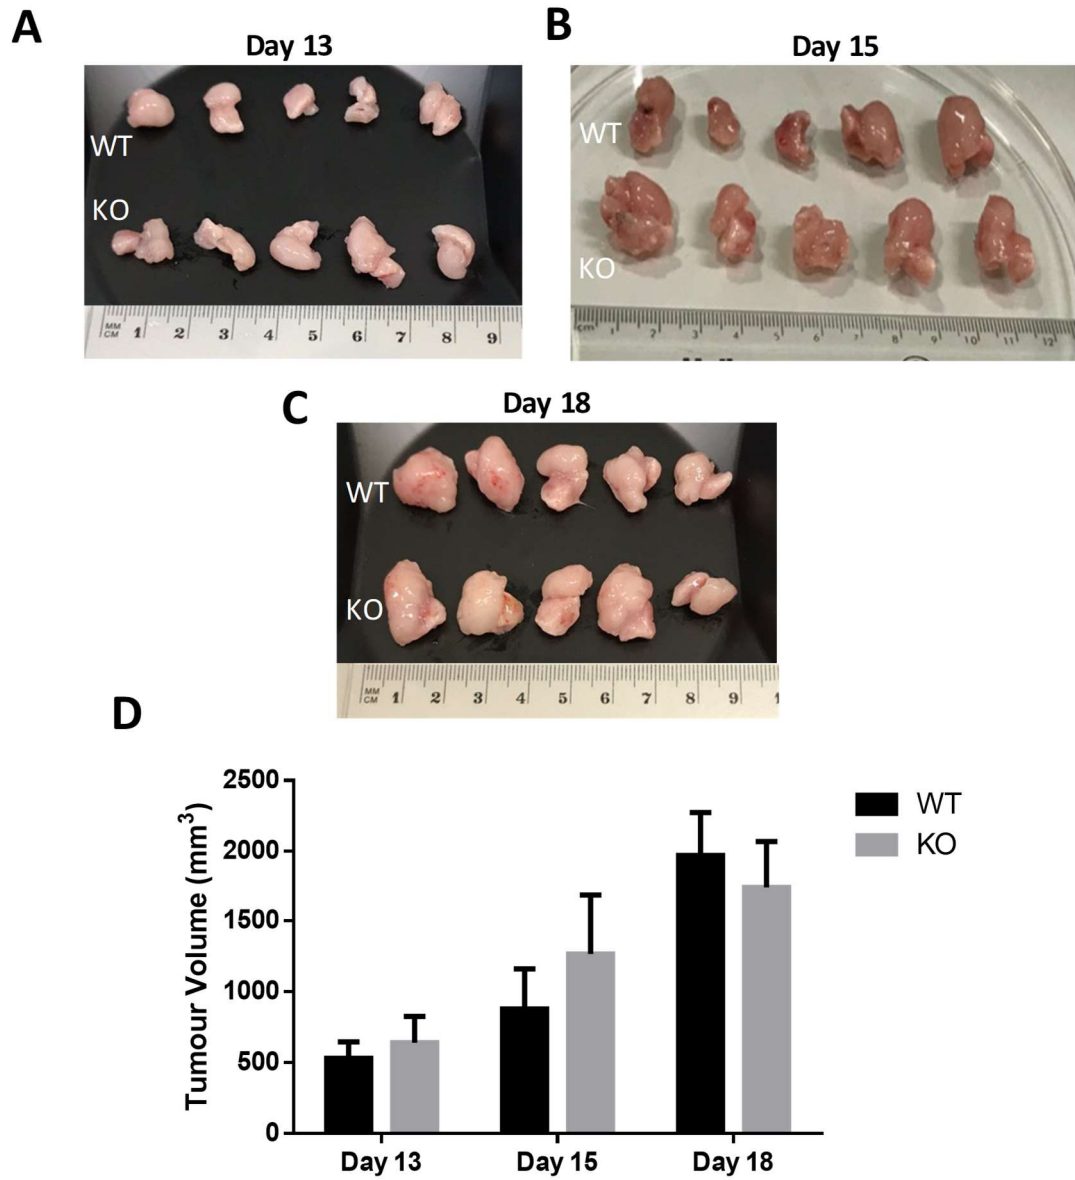 A
Day 13
WT
KO
MM
CM
1 2 3 4 5 6 7 8 9
B
Day 15
WT
KO
cm 1 2 3 4 5 6 7 8 9 10 11 12
C
Day 18
WT
KO
MM
CM
1 2 3 4 5 6 7 8 9 1
D
2500
2000
1500
1000
500
0
Tumour Volume (mm³)
Day 13 Day 15 Day 18
WT
KO